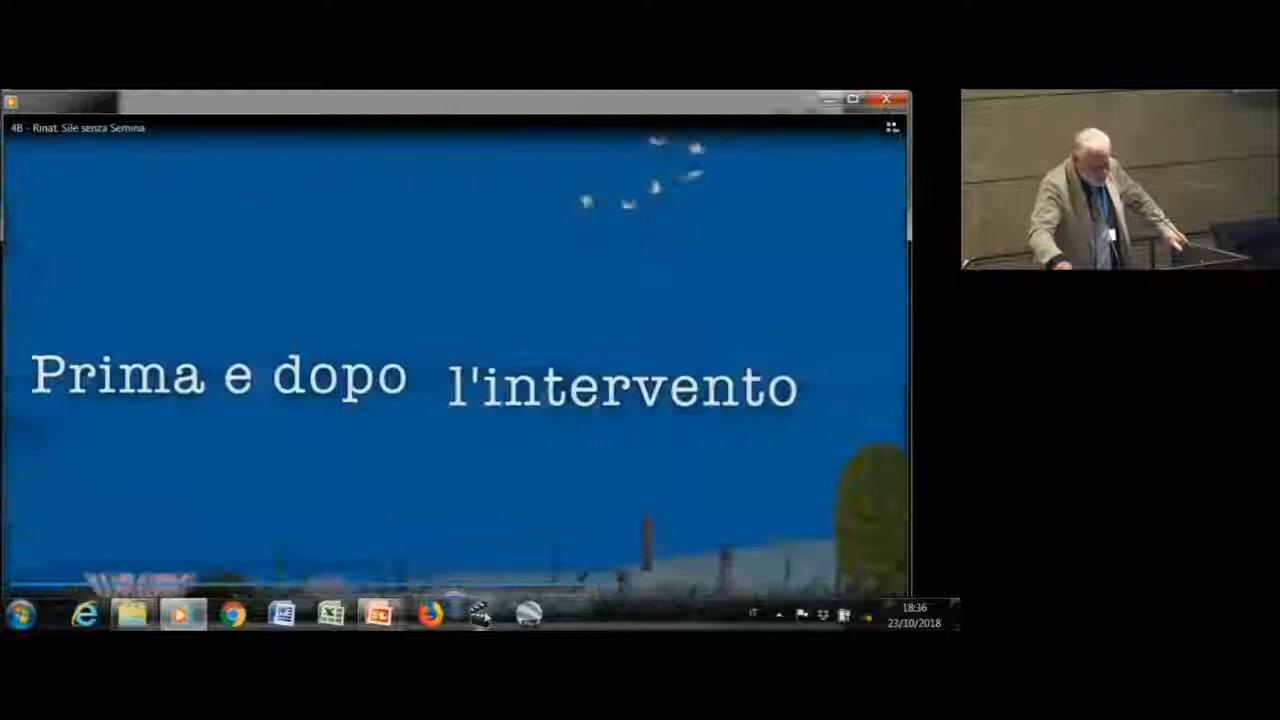 4B - Rinat. Sile senza Semina
Prima e dopo l'intervento
IT
18:36
23/10/2018